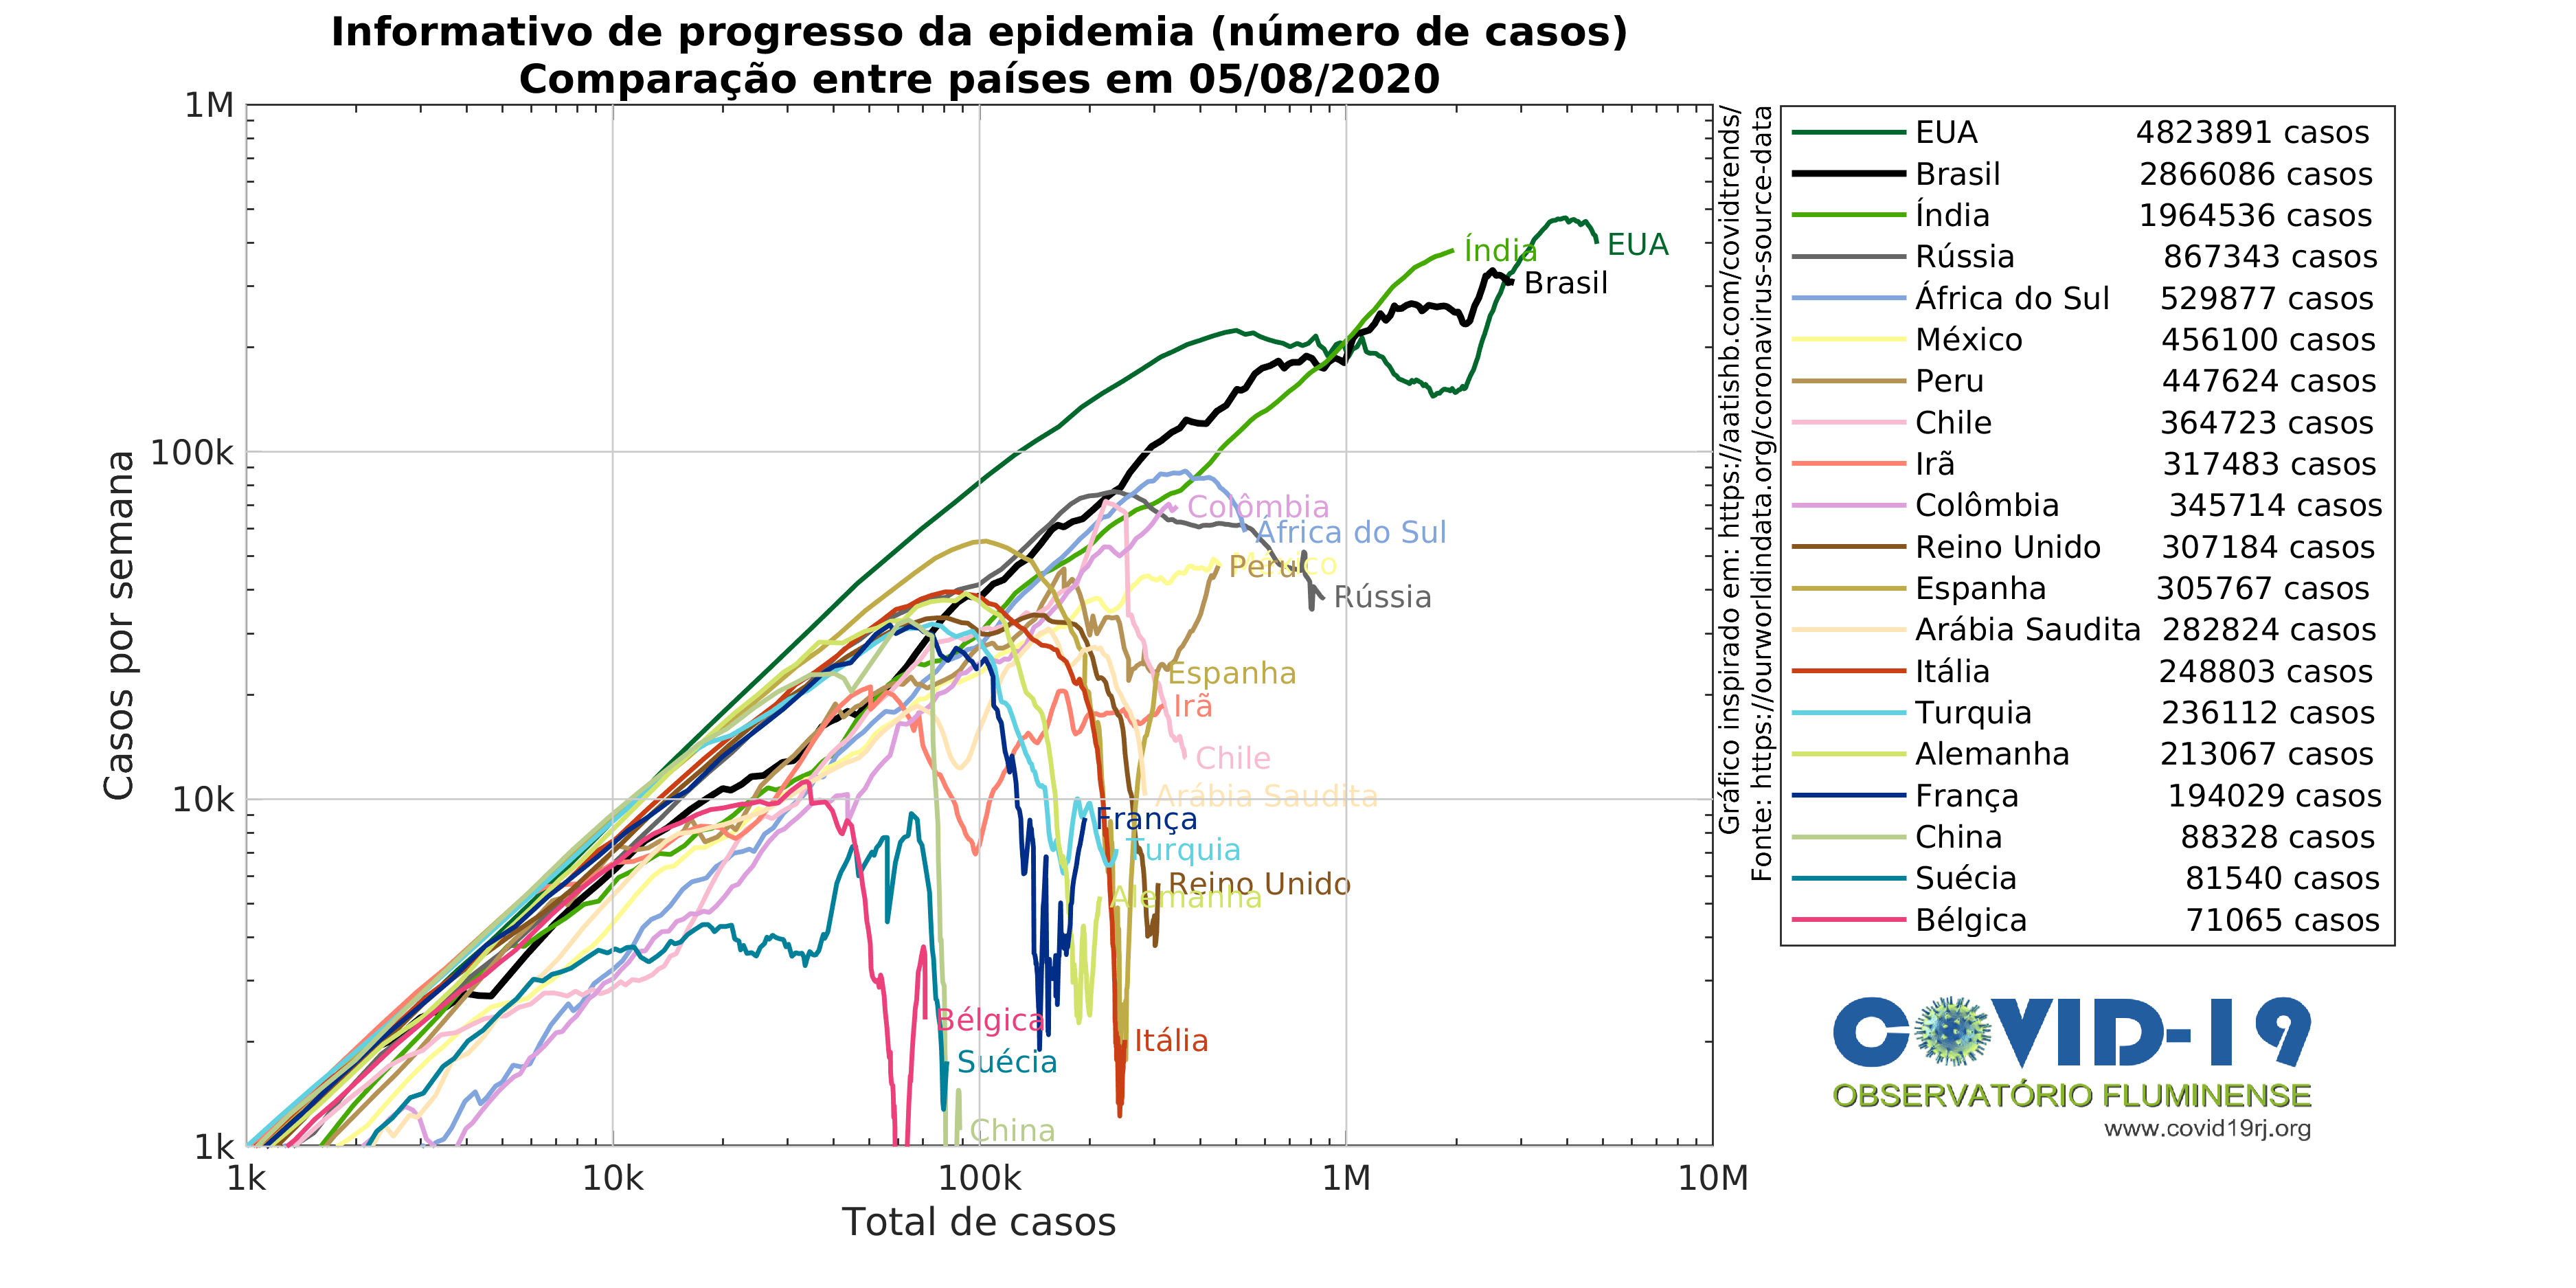 Informativo de progresso da epidemia (número de casos)
Comparação entre países em 05/08/2020
1M
100k
10k
1k
Casos por semana
1k
10k
100k
1M
10M
Total de casos
Índia
EUA
Brasil
Colômbia
África do Sul
México
Peru
Rússia
Espanha
Irã
Chile
Arábia Saudita
França
Turquia
Reino Unido
Alemanha
Bélgica
Itália
Suécia
China
Gráfico inspirado em: https://aatishb.com/covidtrends/
Fonte: https://ourworldindata.org/coronavirus-source-data
EUA 4823891 casos
Brasil 2866086 casos
Índia 1964536 casos
Rússia 867343 casos
África do Sul 529877 casos
México 456100 casos
Peru 447624 casos
Chile 364723 casos
Irã 317483 casos
Colômbia 345714 casos
Reino Unido 307184 casos
Espanha 305767 casos
Arábia Saudita 282824 casos
Itália 248803 casos
Turquia 236112 casos
Alemanha 213067 casos
França 194029 casos
China 88328 casos
Suécia 81540 casos
Bélgica 71065 casos
COVID-19
OBSERVATÓRIO FLUMINENSE
www.covid19rj.org